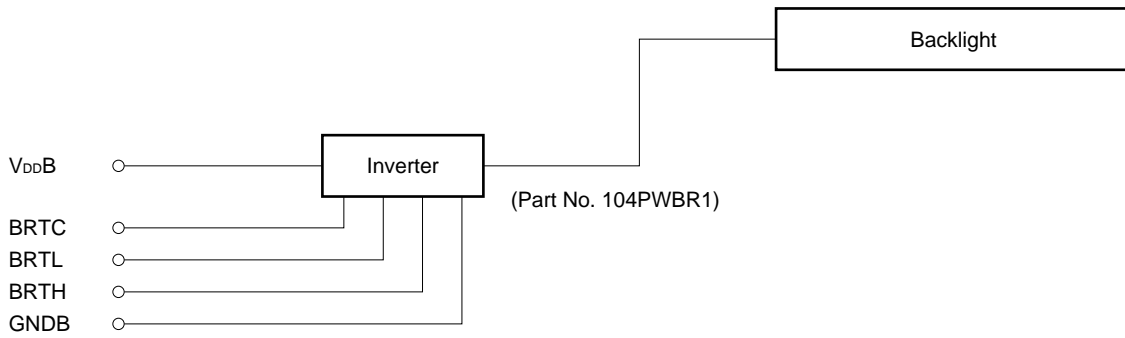 Backlight
VDDB
Inverter
(Part No. 104PWBR1)
BRTC
BRTL
BRTH
GNDB